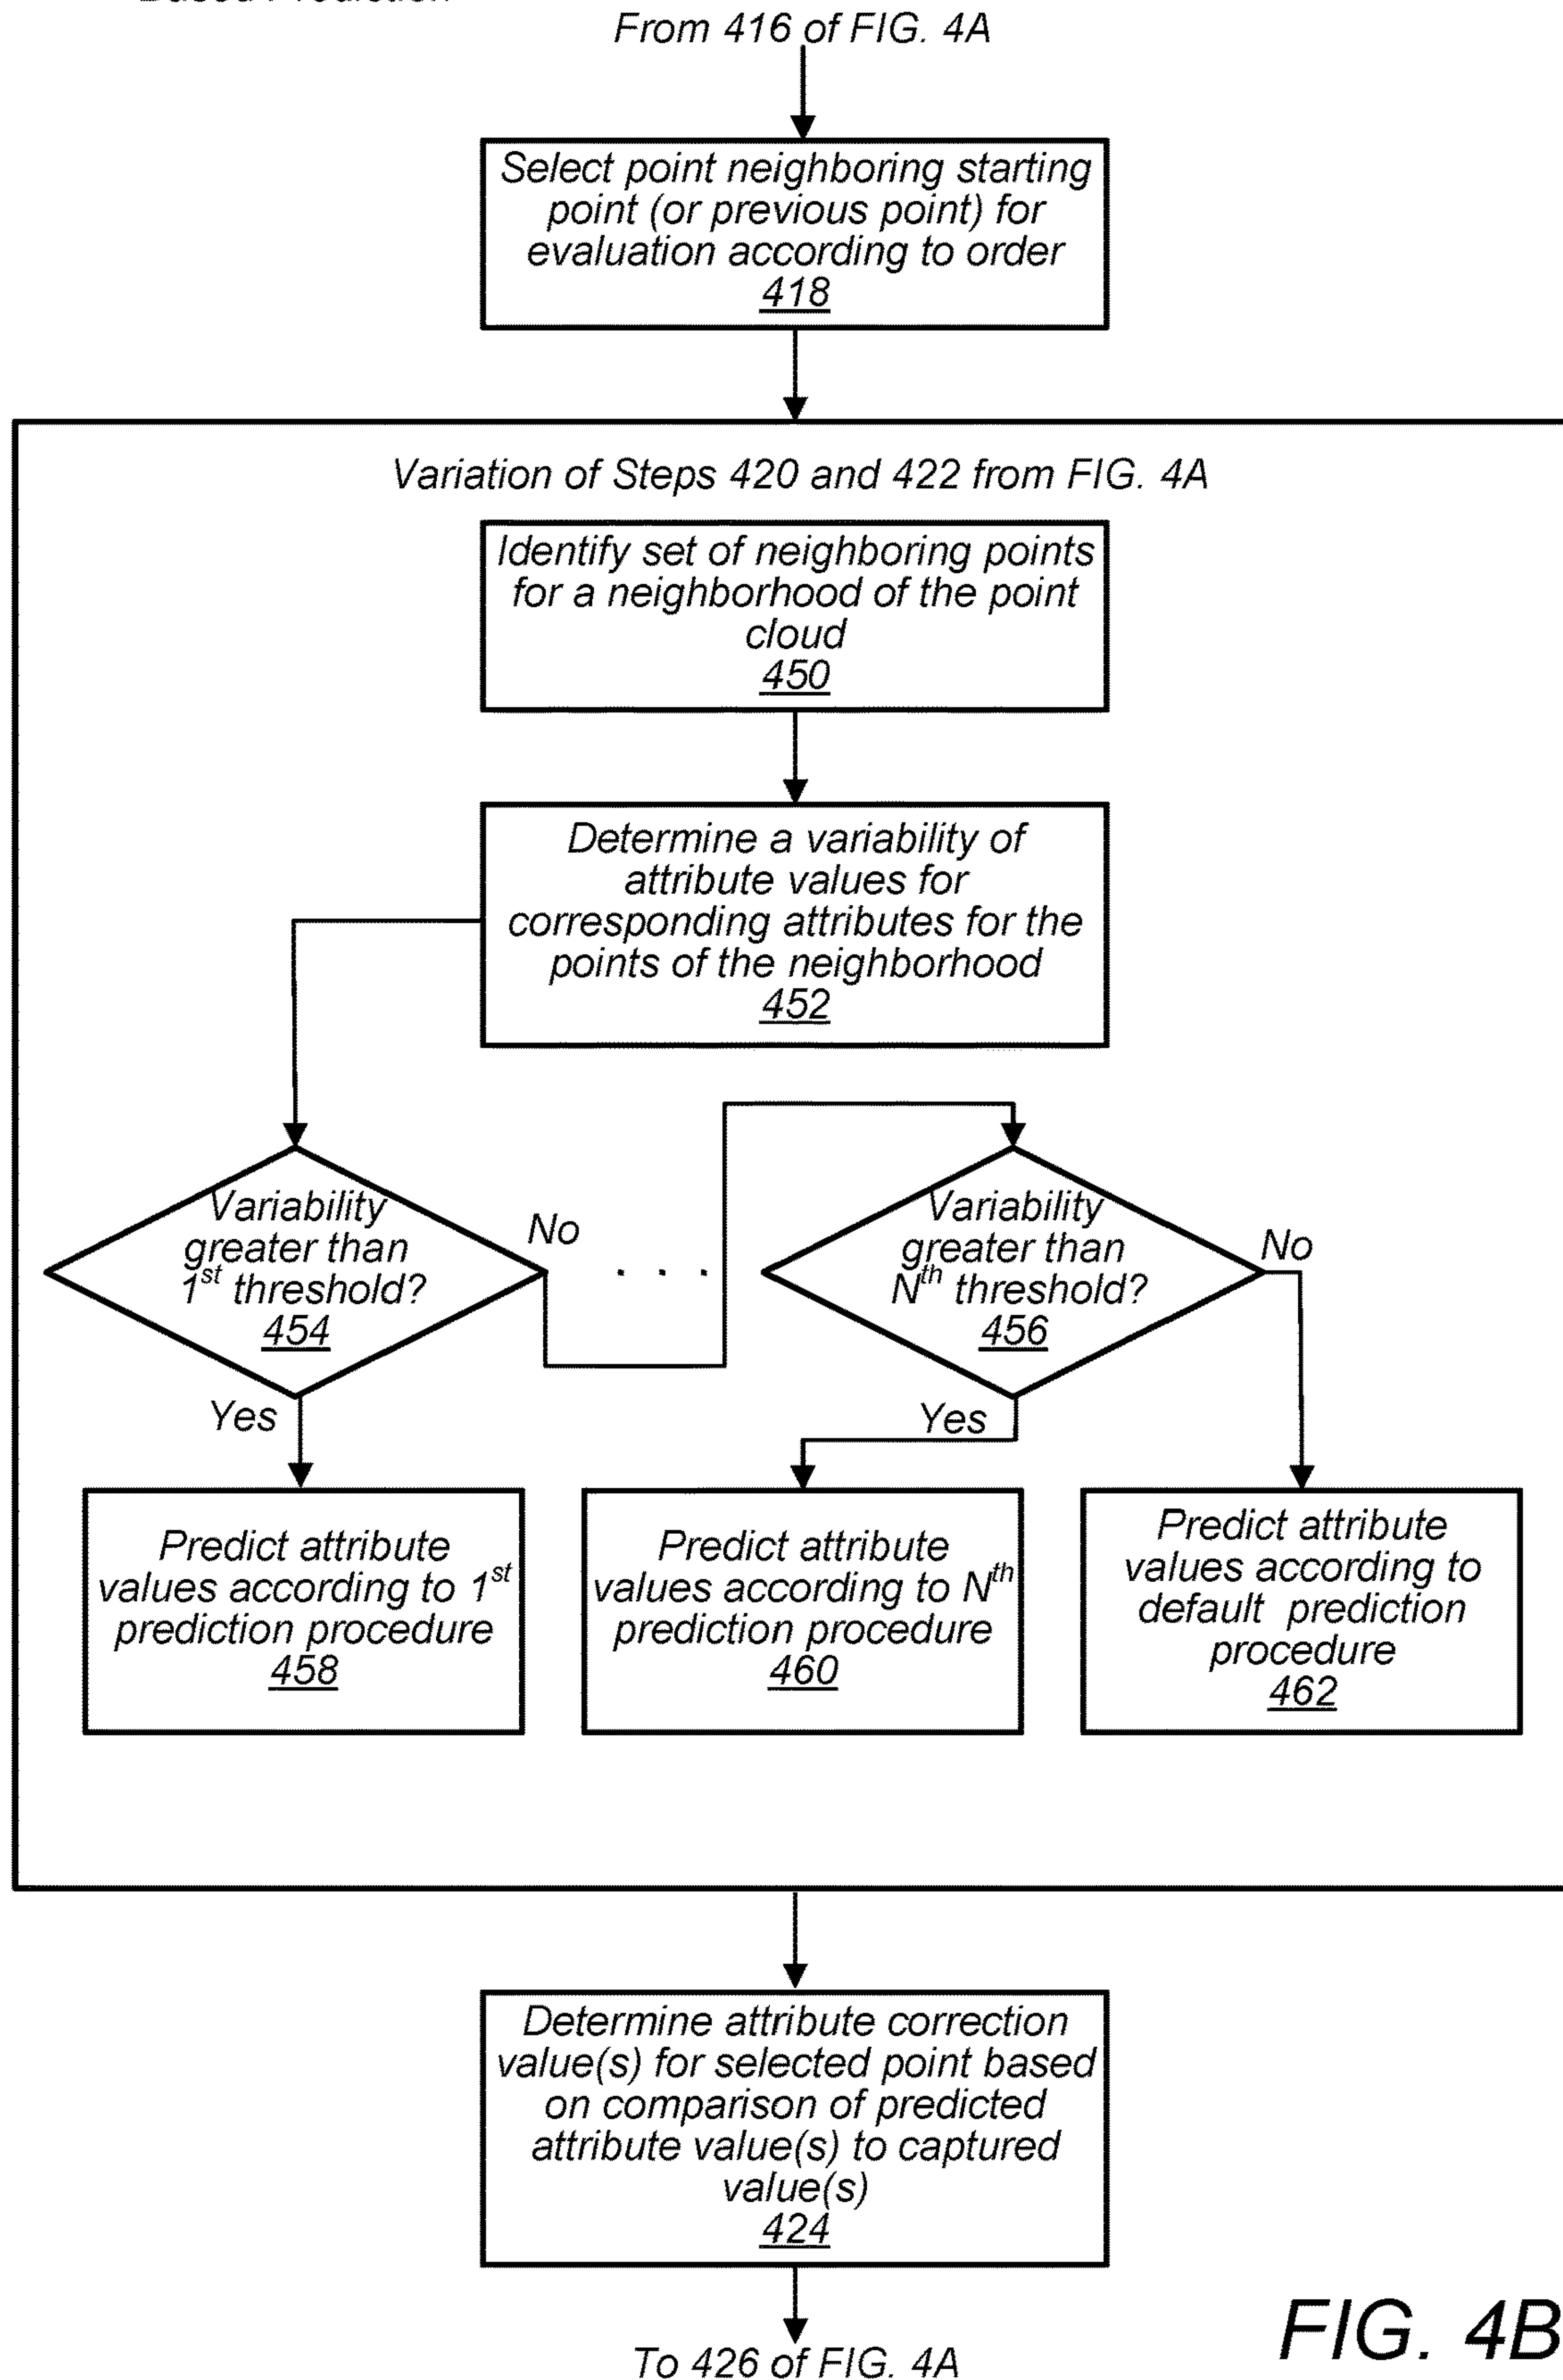 Based Prediction
From 416 of FIG. 4A
Select point neighboring starting
point (or previous point) for
evaluation according to order
418
Variation of Steps 420 and 422 from FIG. 4A
Identify set of neighboring points
for a neighborhood of the point
cloud
450
Determine a variability of
attribute values for
corresponding attributes for the
points of the neighborhood
452
Variability
greater than
1st threshold?
454
No
. . .
Variability
greater than
Nth threshold?
456
No
Yes
Yes
Predict attribute
values according to 1st
prediction procedure
458
Predict attribute
values according to Nth
prediction procedure
460
Predict attribute
values according to
default prediction
procedure
462
Determine attribute correction
value(s) for selected point based
on comparison of predicted
attribute value(s) to captured
value(s)
424
To 426 of FIG. 4A
FIG. 4B